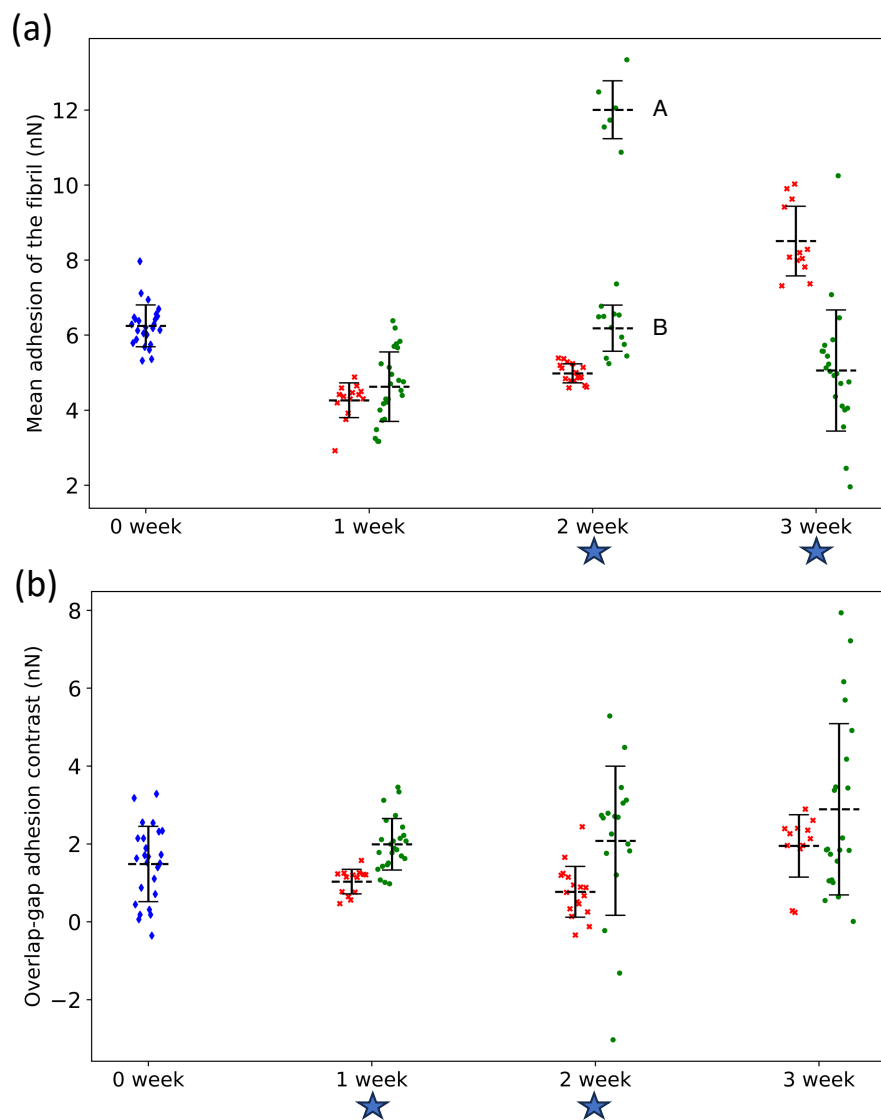 (a)
Mean adhesion of the fibril (nN)
12
10
8
6
4
2
A
B
0 week
1 week
2 week
3 week
(b)
Overlap-gap adhesion contrast (nN)
8
6
4
2
0
−2
0 week
1 week
2 week
3 week